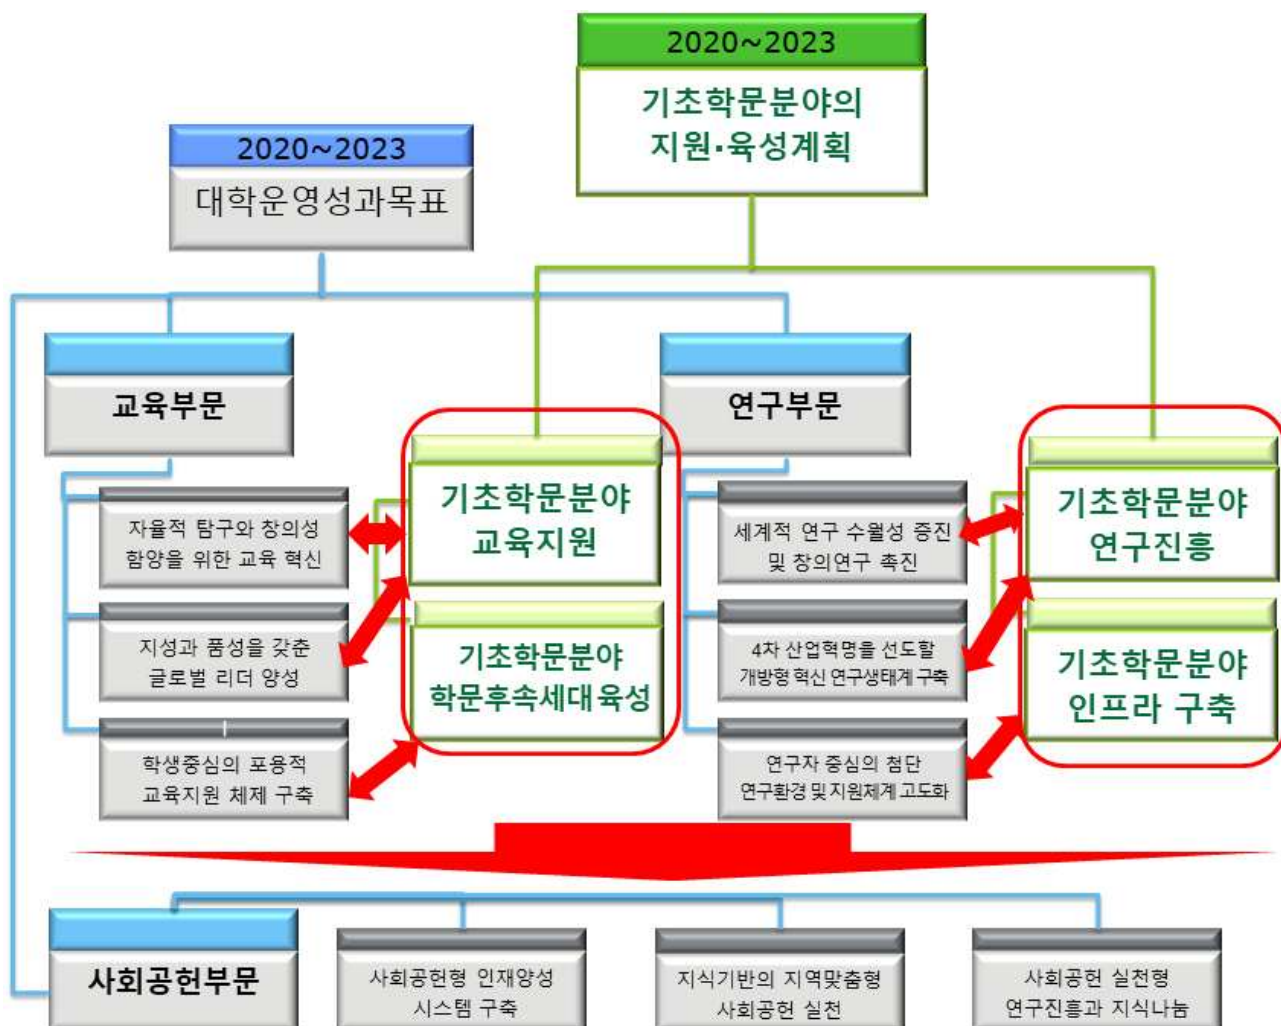 2020~2023
기초학문분야의
지원·육성계획
2020~2023
대학운영성과목표
교육부문
연구부문
자율적 탐구와 창의성
함양을 위한 교육 혁신
지성과 품성을 갖춘
글로벌 리더 양성
학생중심의 포용적
교육지원 체제 구축
기초학문분야
교육지원
기초학문분야
학문후속세대 육성
세계적 연구 수월성 증진
및 창의연구 촉진
4차 산업혁명을 선도할
개방형 혁신 연구생태계 구축
연구자 중심의 첨단
연구환경 및 지원체계 고도화
기초학문분야
연구진흥
기초학문분야
인프라 구축
사회공헌부문
사회공헌형 인재양성
시스템 구축
지식기반의 지역맞춤형
사회공헌 실천
사회공헌 실천형
연구진흥과 지식나눔